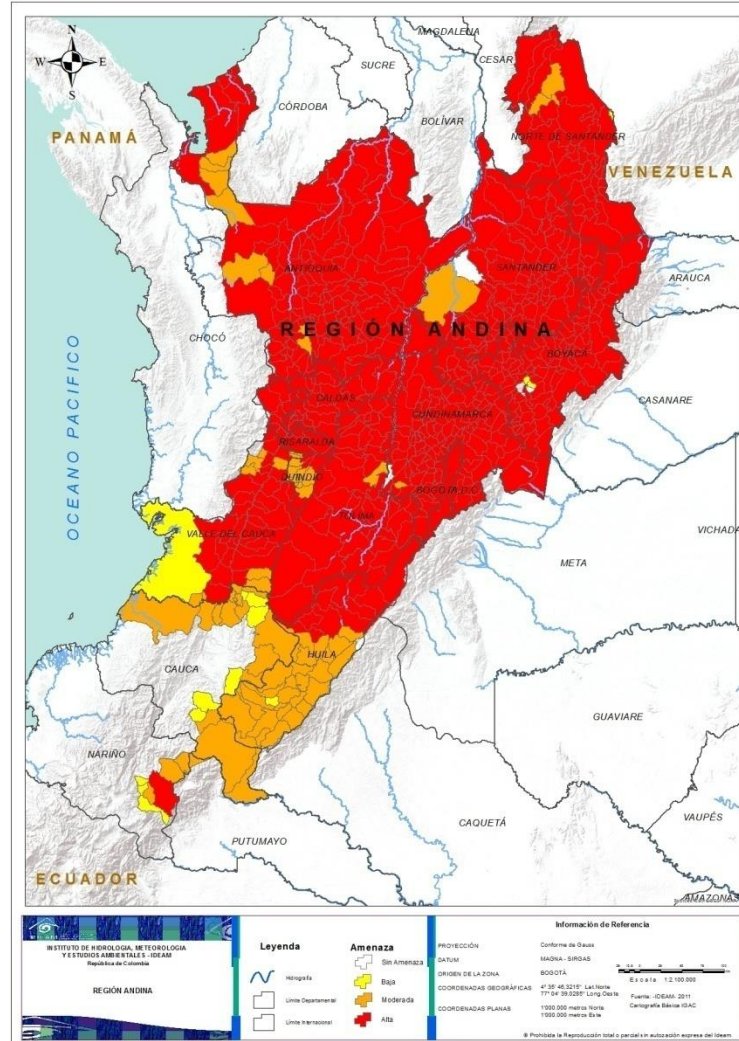 N
W E
S
MAGDALENA
CESAR
SUCRE
CÓRDOBA
BOLÍVAR
PANAMÁ
NORTE DE SANTANDER
VENEZUELA
ANTIOQUIA
SANTANDER
ARAUCA
REGIÓN ANDINA
CHOCÓ
BOYACÁ
OCEANO PACIFICO
CALDAS
CUNDINAMARCA
CASANARE
RISARALDA
QUINDIO
BOGOTA D.C
TOLIMA
VALLE DEL CAUCA
VICHADA
META
HUILA
CAUCA
GUAVIARE
NARIÑO
CAQUETÁ
VAUPÉS
PUTUMAYO
ECUADOR
AMAZONAS
INSTITUTO DE HIDROLOGIA, METEOROLOGIA
Y ESTUDIOS AMBIENTALES - IDEAM
República de Colombia
REGIÓN ANDINA
Leyenda
Hidrografía
Límite Departamental
Límite Internacional
Amenaza
Sin Amenaza
Baja
Moderada
Alta
Información de Referencia
PROYECCIÓN Conforme de Gauss
DATUM MAGNA - SIRGAS
ORIGEN DE LA ZONA BOGOTÁ
COORDENADAS GEOGRÁFICAS 4° 35' 46,3215" Lat.Norte
77° 04' 39,0285" Long.Oeste
COORDENADAS PLANAS 1'000.000 metros Norte
1'000.000 metros Este
Escala 1:2.100.000
Fuente: -IDEAM- 2011
Cartografía Básica IGAC
® Prohibida la Reproducción total o parcial sin autozación expresa del Ideam.